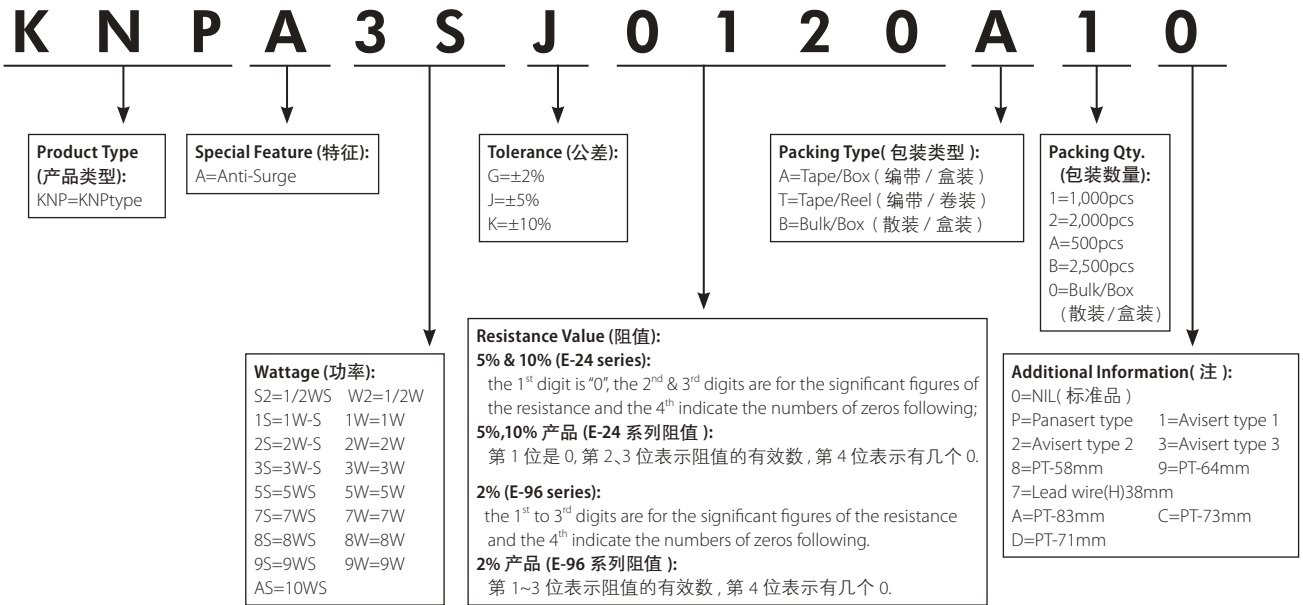 K N P A 3 S J 0 1 2 0 A 1 0
Product Type
(产品类型):
KNP=KNPtype
Special Feature (特征):
A=Anti-Surge
Tolerance (公差):
G=±2%
J=±5%
K=±10%
Packing Type( 包装类型 ):
A=Tape/Box ( 编带 / 盒装 )
T=Tape/Reel ( 编带 / 卷装 )
B=Bulk/Box ( 散装 / 盒装 )
Packing Qty.
(包装数量):
1=1,000pcs
2=2,000pcs
A=500pcs
B=2,500pcs
0=Bulk/Box
(散装 / 盒装)
Wattage (功率):
S2=1/2WS W2=1/2W
1S=1W-S 1W=1W
2S=2W-S 2W=2W
3S=3W-S 3W=3W
5S=5WS 5W=5W
7S=7WS 7W=7W
8S=8WS 8W=8W
9S=9WS 9W=9W
AS=10WS
Resistance Value (阻值):
5% & 10% (E-24 series):
the 1st digit is “0”, the 2nd & 3rd digits are for the significant figures of
the resistance and the 4th indicate the numbers of zeros following;
5%,10% 产品 (E-24 系列阻值 ):
第 1 位是 0, 第 2、3 位表示阻值的有效数 , 第 4 位表示有几个 0.
2% (E-96 series):
the 1st to 3rd digits are for the significant figures of the resistance
and the 4th indicate the numbers of zeros following.
2% 产品 (E-96 系列阻值 ):
第 1~3 位表示阻值的有效数 , 第 4 位表示有几个 0.
Additional Information( 注 ):
0=NIL( 标准品 )
P=Panasert type 1=Avisert type 1
2=Avisert type 2 3=Avisert type 3
8=PT-58mm 9=PT-64mm
7=Lead wire(H)38mm
A=PT-83mm C=PT-73mm
D=PT-71mm